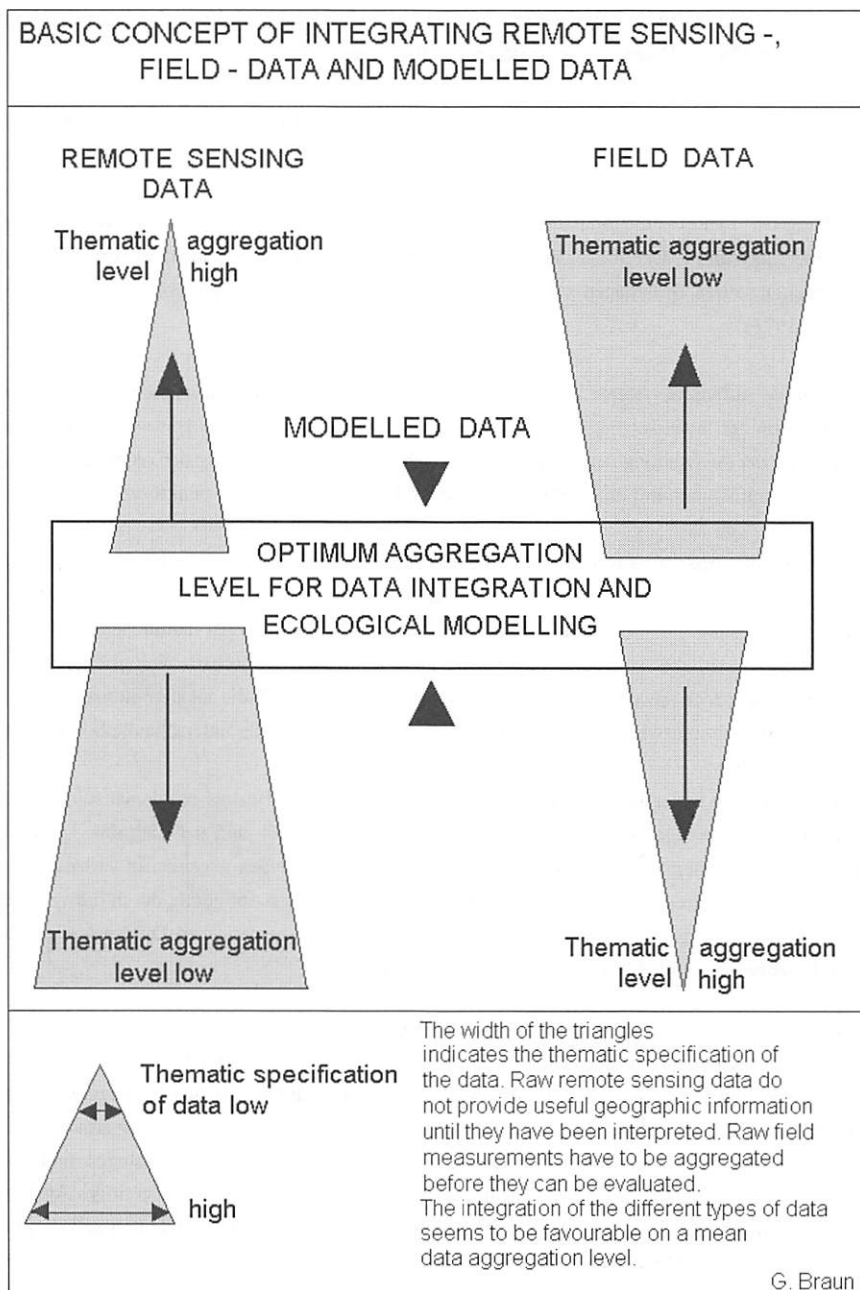 BASIC CONCEPT OF INTEGRATING REMOTE SENSING -,
FIELD - DATA AND MODELLED DATA
REMOTE SENSING
DATA
Thematic aggregation
level high
FIELD DATA
Thematic aggregation
level low
MODELLED DATA
OPTIMUM AGGREGATION
LEVEL FOR DATA INTEGRATION AND
ECOLOGICAL MODELLING
Thematic aggregation
level low
Thematic aggregation
level high
Thematic specification
of data low
high
The width of the triangles
indicates the thematic specification of
the data. Raw remote sensing data do
not provide useful geographic information
until they have been interpreted. Raw field
measurements have to be aggregated
before they can be evaluated.
The integration of the different types of data
seems to be favourable on a mean
data aggregation level.
G. Braun